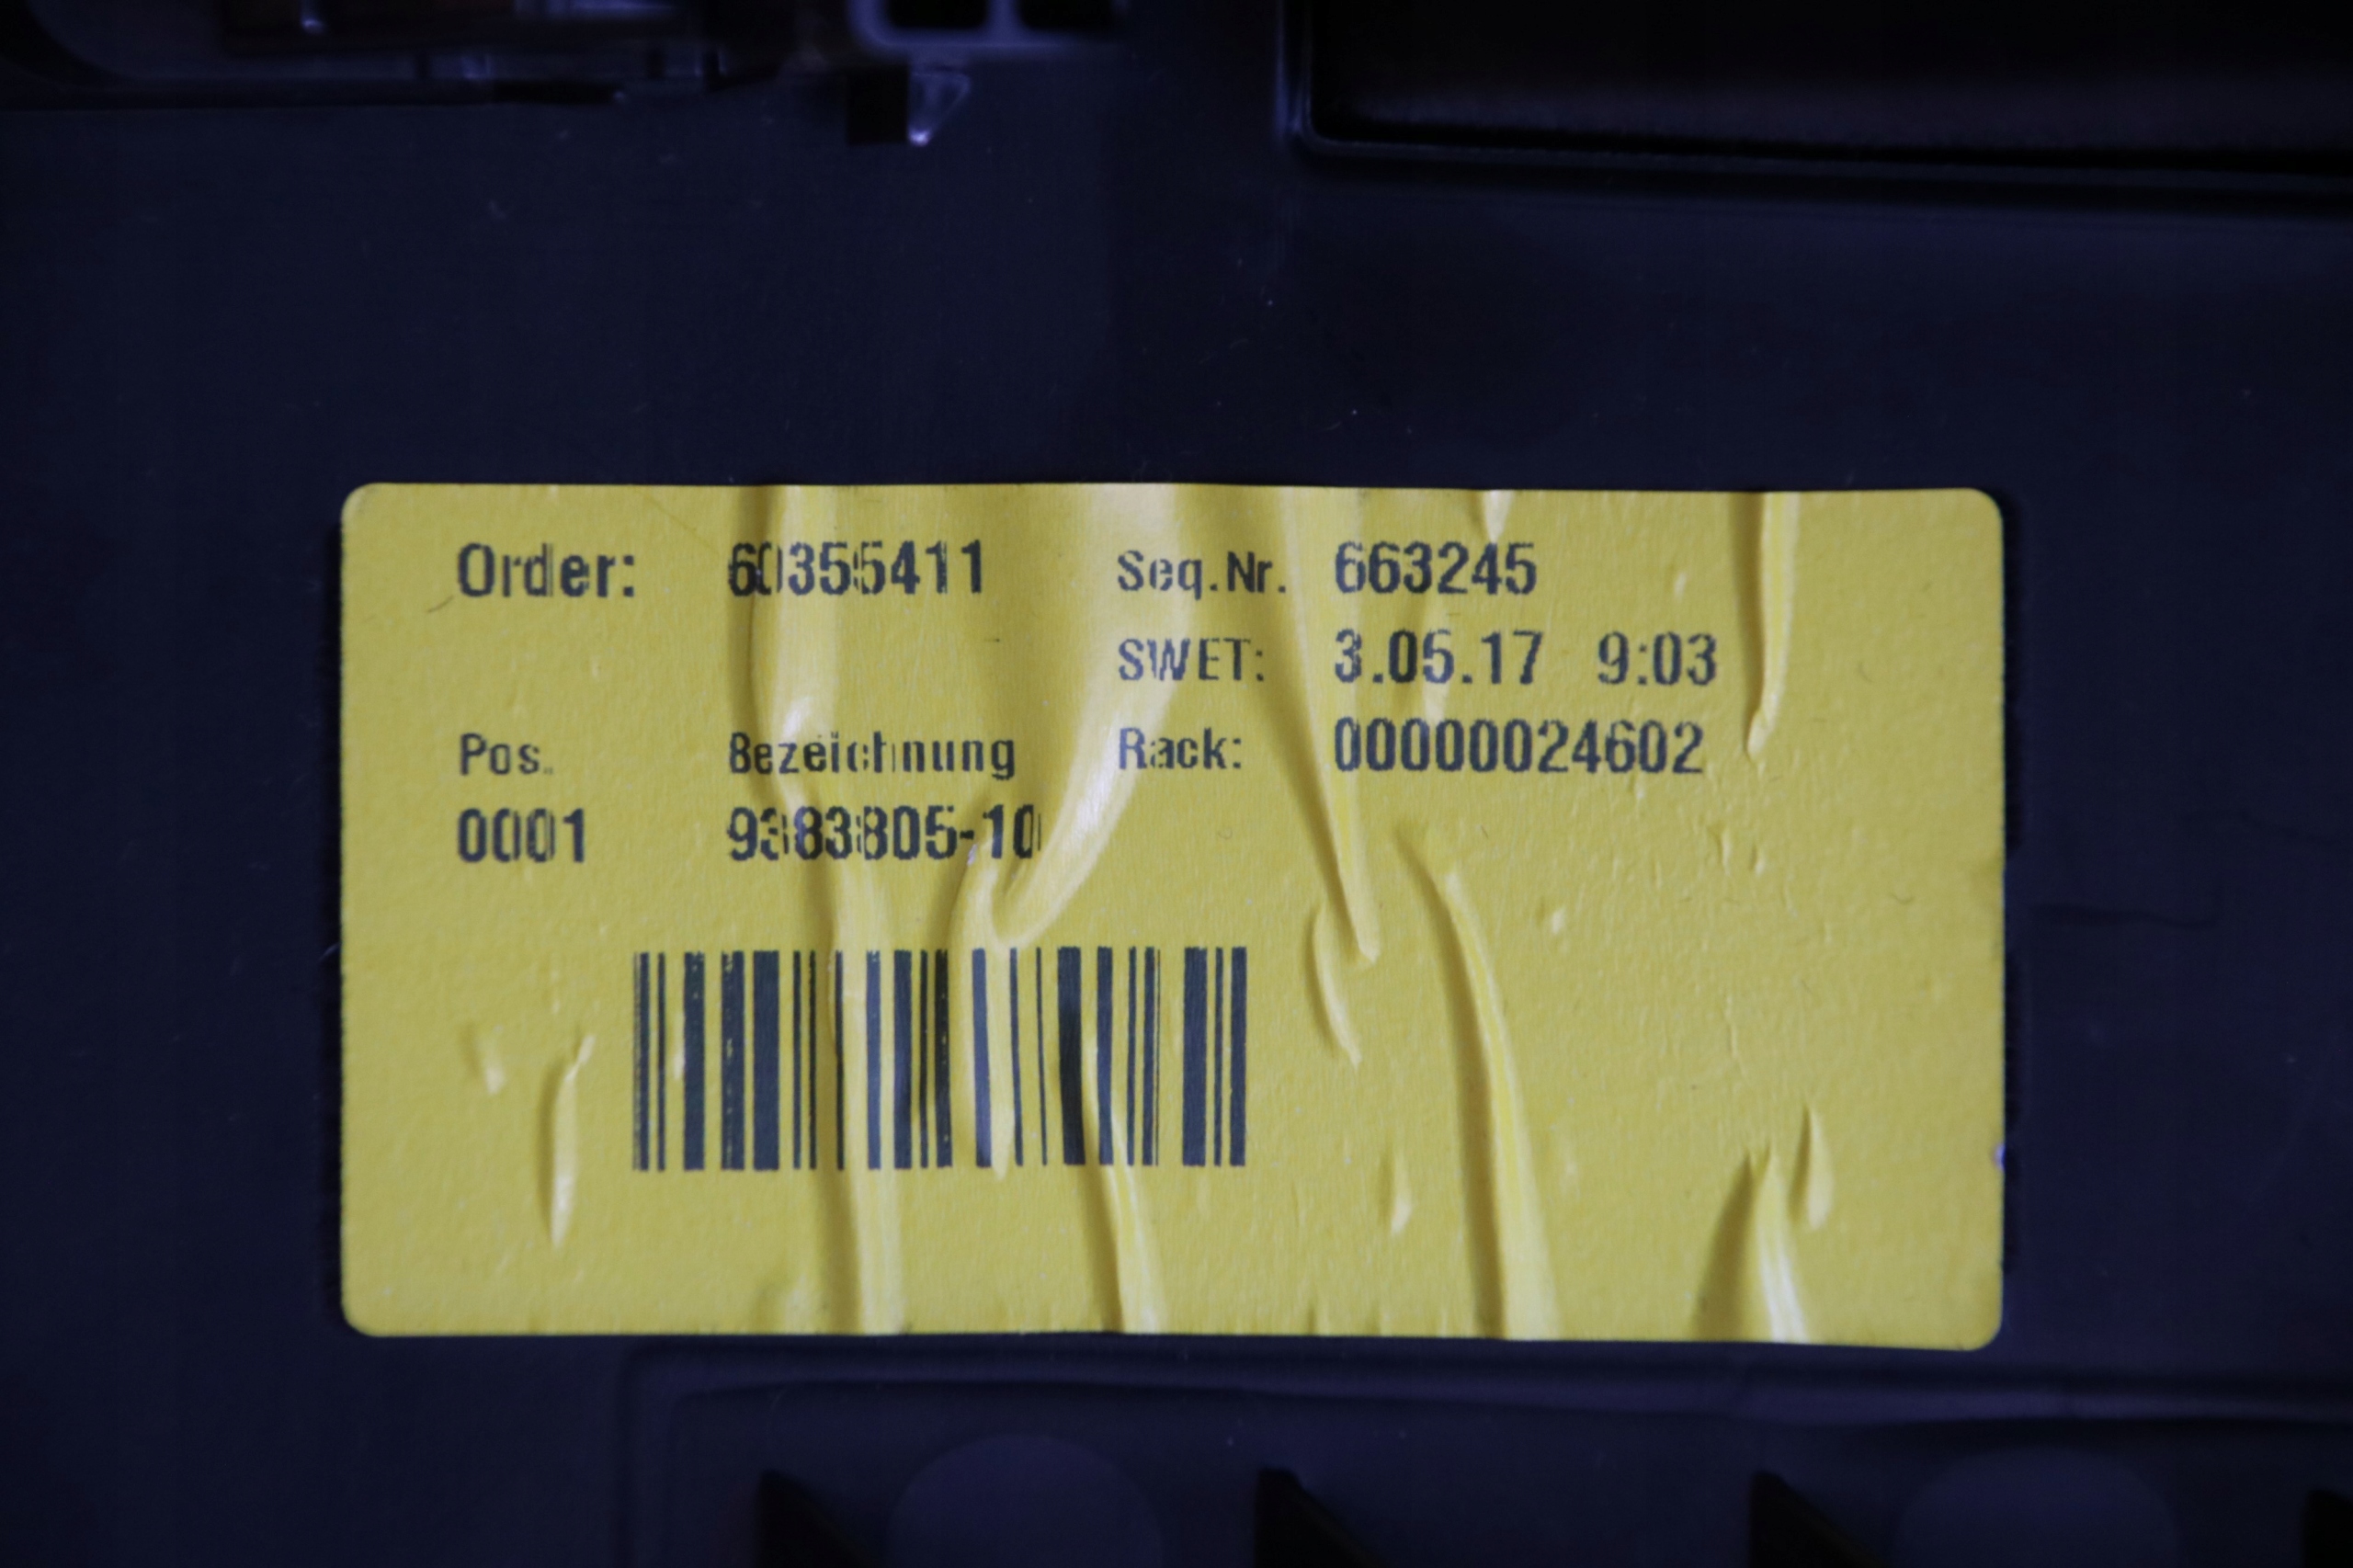 Order: 60355411 Seq.Nr. 663245
SWET: 3.05.17 9:03
Pos. Bezeichnung Rack: 00000024602
0001 9383805-10